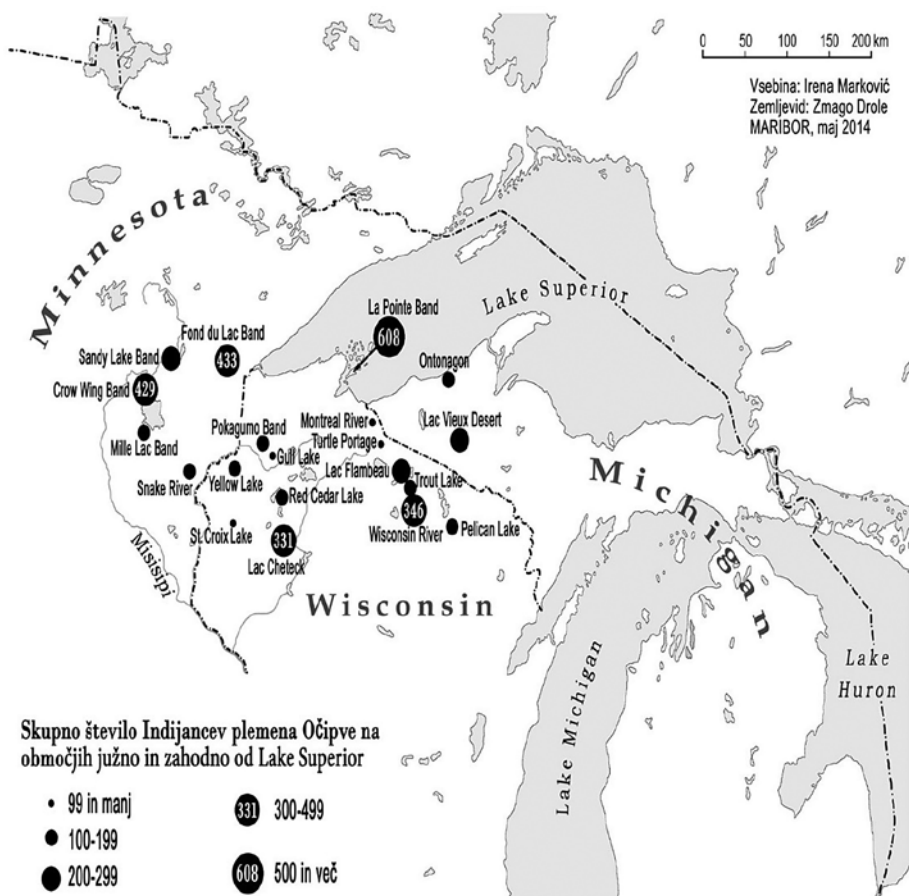 0 50 100 150 200 km
Vsebina: Irena Marković
Zemljevid: Zmago Drole
MARIBOR, maj 2014
Minnesota
Lake Superior
La Pointe Band
608
Fond du Lac Band
433
Sandy Lake Band
Crow Wing Band
429
Ontonagon
Mille Lac Band
Pokagumo Band
Montreal River
Turtle Portage
Lac Vieux Desert
Gull Lake
Snake River
Yellow Lake
Lac Flambeau
Trout Lake
Red Cedar Lake
346
Wisconsin River
Pelican Lake
St. Croix Lake
331
Lac Cheteck
Misisipi
Wisconsin
Michigan
Lake Michigan
Lake
Huron
Skupno število Indijancev plemena Očipve na
območjih južno in zahodno od Lake Superior
99 in manj
100-199
200-299
331 300-499
608 500 in več